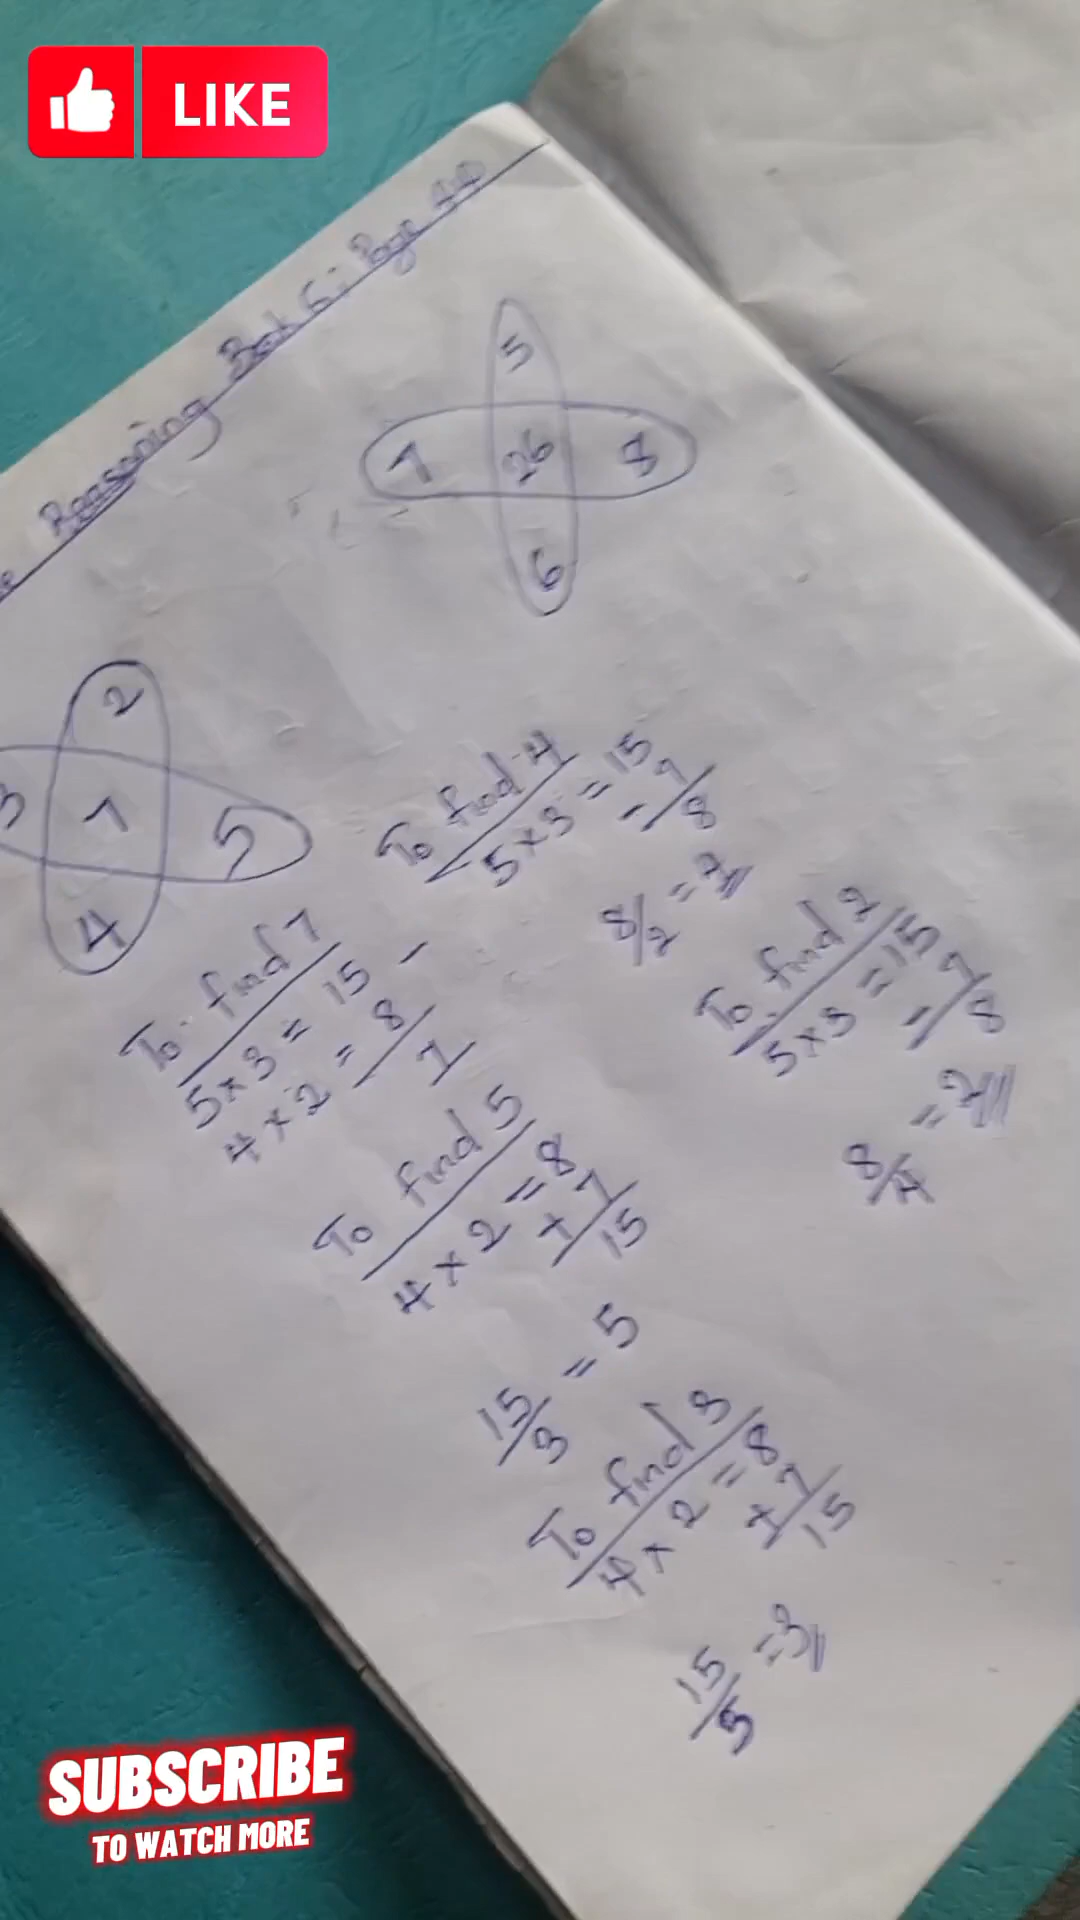 LIKE
Reasoning Book 6: Page
5
7 26 8
6
2
3 7 5
4
To find 4
5 x 3 = 15
- 7
8
8/2 =
To find 7
5 x 3 = 15 -
4 x 2 = 8
7
To find 2
5 x 3 = 15
- 7
8
8/4 = 2
To find 5
4 x 2 = 8
+ 7
15
15/3 = 5
To find 3
4 x 2 = 8
+ 7
15
15/5 = 3
SUBSCRIBE
TO WATCH MORE